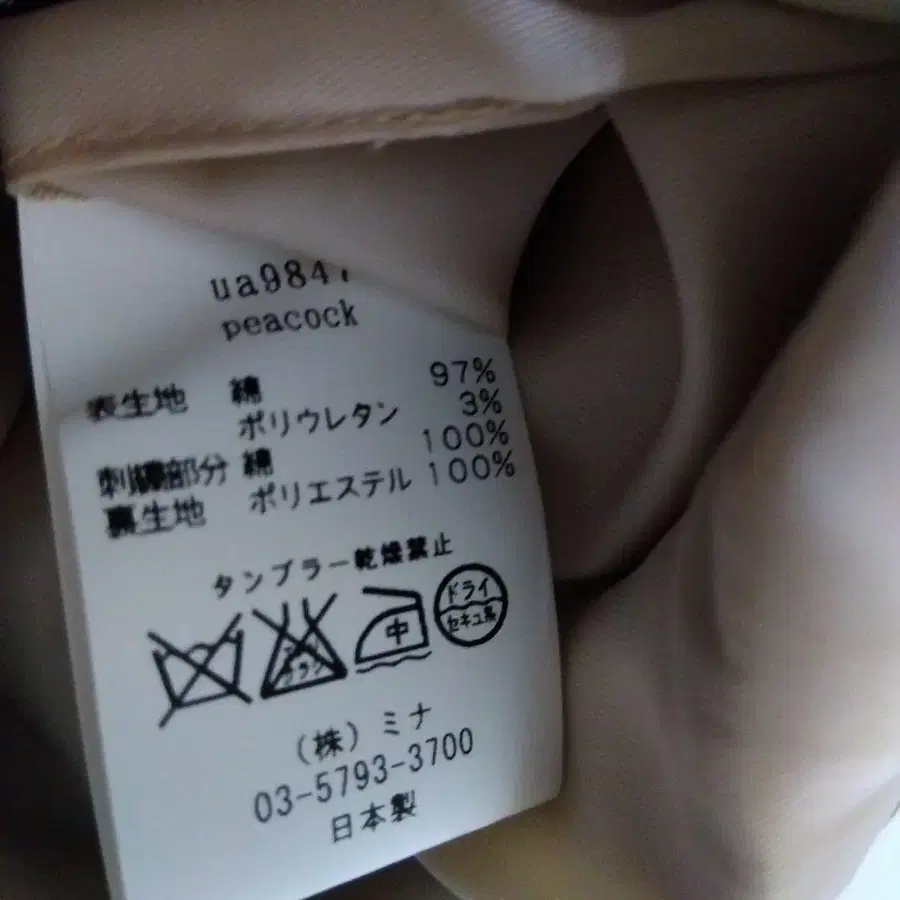 peacock
表生地 綿 97%
ポリウレタン 3%
刺繍部分 綿 100%
裏生地 ポリエステル 100%
タンブラー乾燥禁止
中
ドライ
セキユ系
(株)ミナ
03-5793-3700
日本製